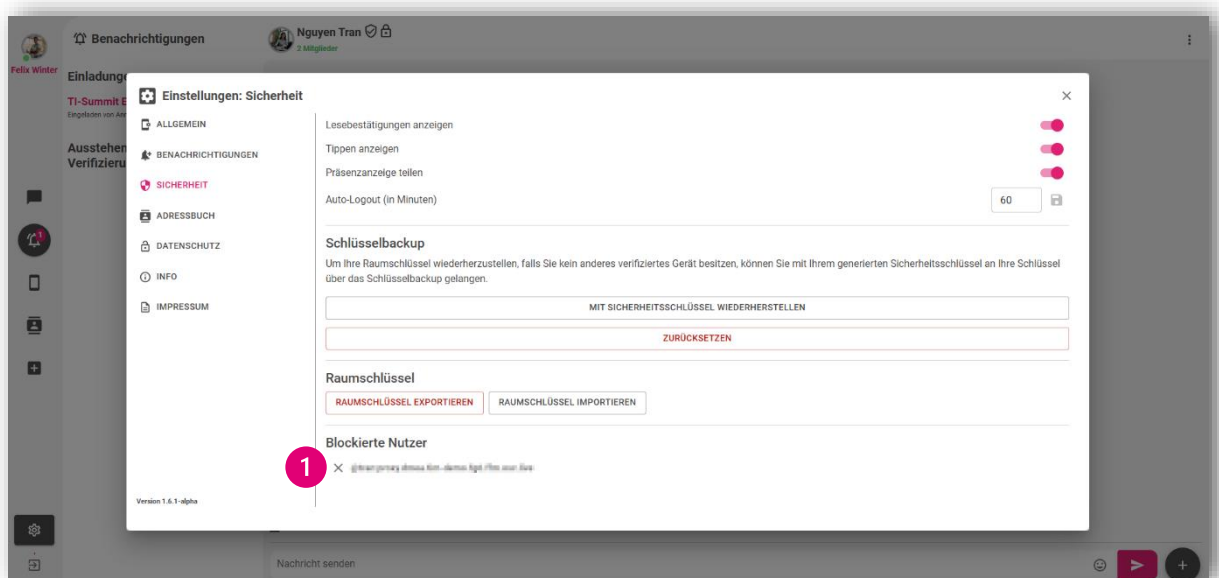 Benachrichtigungen
Nguyen Tran
2 Mitglieder
Felix Winter
TI-Summit
Eingeladen von
Einstellungen: Sicherheit
ALLGEMEIN
BENACHRICHTIGUNGEN
SICHERHEIT
ADRESSBUCH
DATENSCHUTZ
INFO
IMPRESSUM
Version 1.6.1-alpha
Lesebestätigungen anzeigen
Tippen anzeigen
Präsenzanzeige teilen
Auto-Logout (in Minuten)
60
Schlüsselbackup
Um Ihre Raumschlüssel wiederherzustellen, falls Sie kein anderes verifiziertes Gerät besitzen, können Sie mit Ihrem generierten Sicherheitsschlüssel an Ihre Schlüssel
über das Schlüsselbackup gelangen.
MIT SICHERHEITSSCHLÜSSEL WIEDERHERSTELLEN
ZURÜCKSETZEN
Raumschlüssel
RAUMSCHLÜSSEL EXPORTIEREN
RAUMSCHLÜSSEL IMPORTIEREN
Blockierte Nutzer
1
1
Nachricht senden